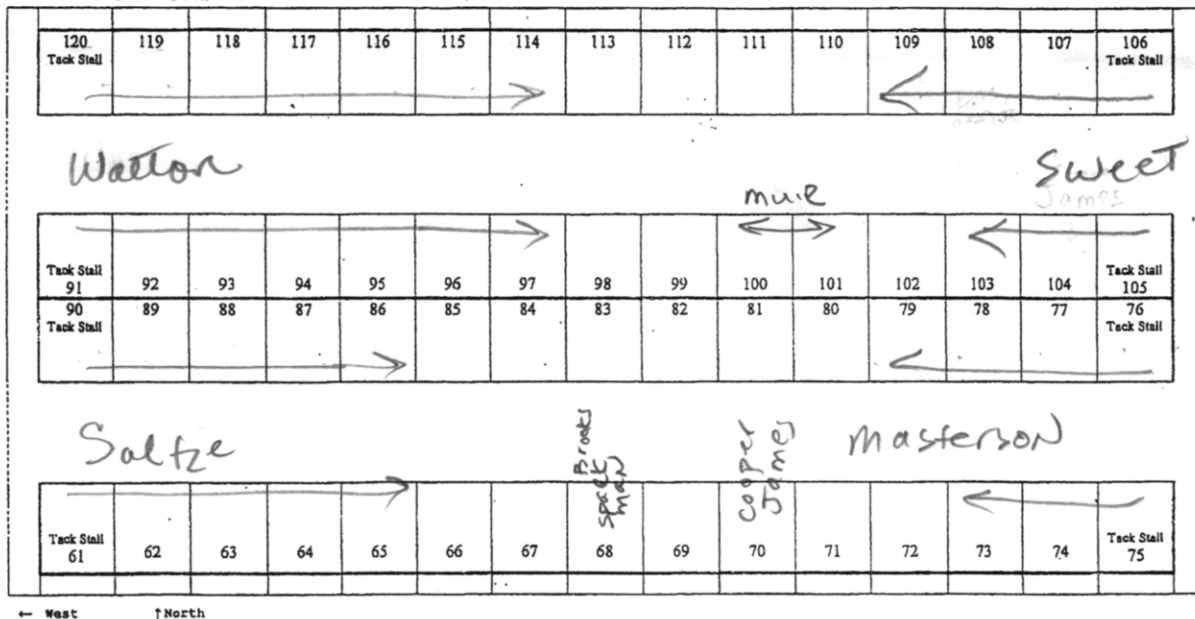 120 119 118 117 116 115 114 113 112 111 110 109 108 107 106
Tack Stall Tack Stall
Walton Sweet
muir James
Tack Stall Tack Stall
91 92 93 94 95 96 97 98 99 100 101 102 103 104 105
90 89 88 87 86 85 84 83 82 81 80 79 78 77 76
Tack Stall Tack Stall
Saltze Brooks Spackman Cooper James Masterson
Tack Stall Tack Stall
61 62 63 64 65 66 67 68 69 70 71 72 73 74 75
← West ↑North